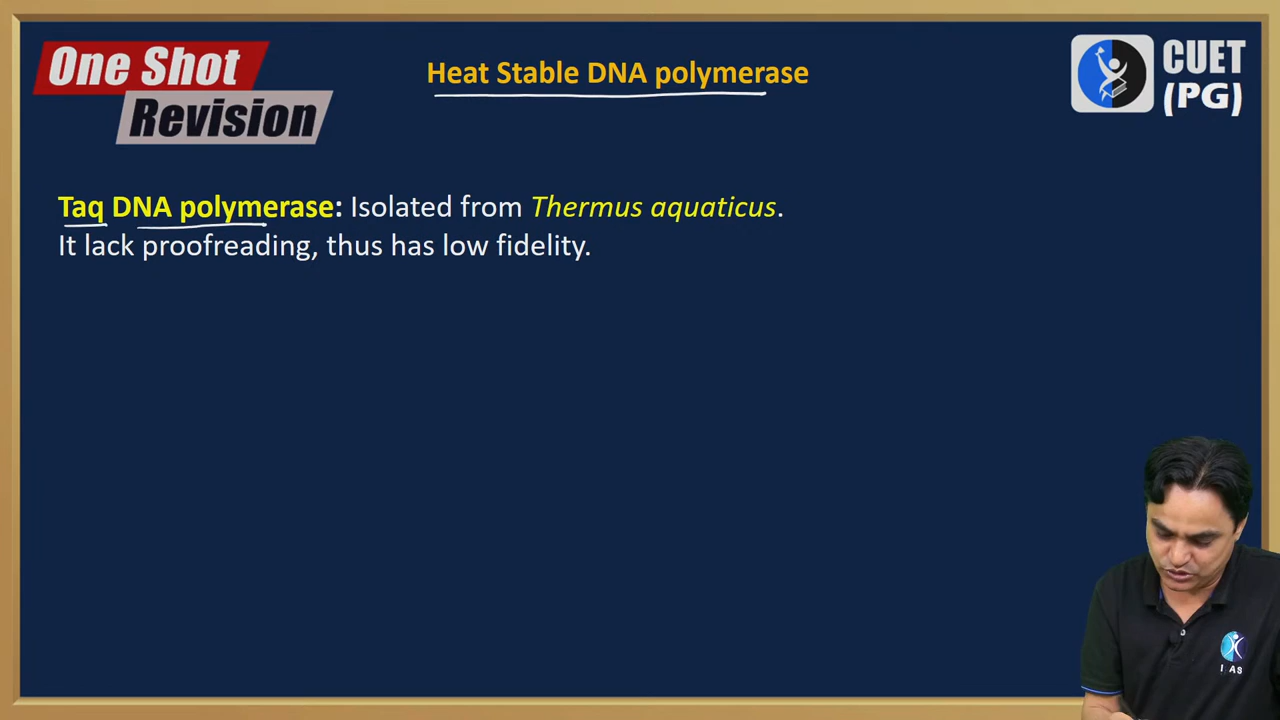 One Shot
Revision
Heat Stable DNA polymerase
CUET
(PG)
Taq DNA polymerase: Isolated from Thermus aquaticus.
It lack proofreading, thus has low fidelity.